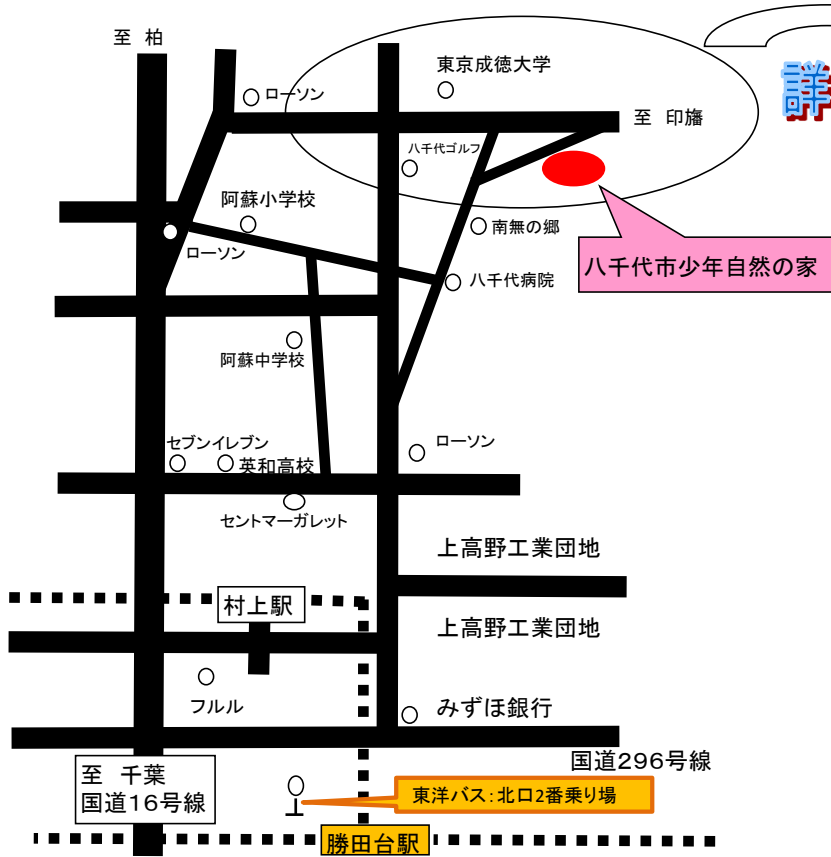 至 柏
東京成徳大学
詳
ローソン
至 印旛
八千代ゴルフ
阿蘇小学校
南無の郷
ローソン
八千代市少年自然の家
八千代病院
阿蘇中学校
セブンイレブン
英和高校
ローソン
セントマーガレット
上高野工業団地
村上駅
上高野工業団地
フルル
みずほ銀行
国道296号線
至 千葉
国道16号線
東洋バス:北口2番乗り場
勝田台駅